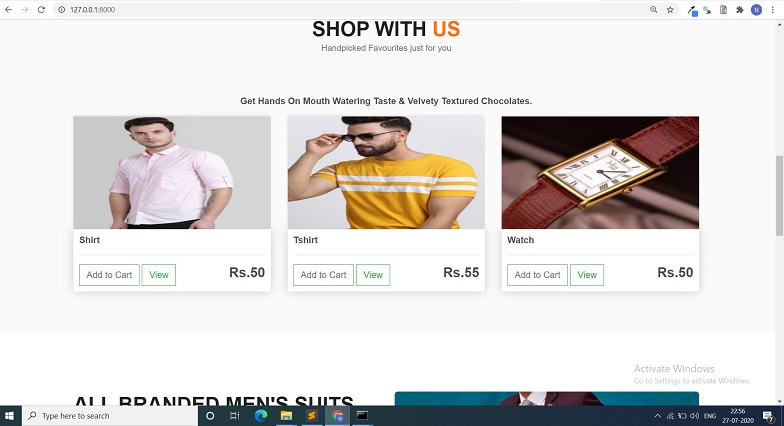 127.0.0.1:8000
N
SHOP WITH US
Handpicked Favourites just for you
Get Hands On Mouth Watering Taste & Velvety Textured Chocolates.
Shirt
Add to Cart View Rs.50
Tshirt
Add to Cart View Rs.55
Watch
Add to Cart View Rs.50
Activate Windows
Go to Settings to activate Windows.
ALL BRANDED MEN'S SUITS
Type here to search
ENG
22:56
27-07-2020